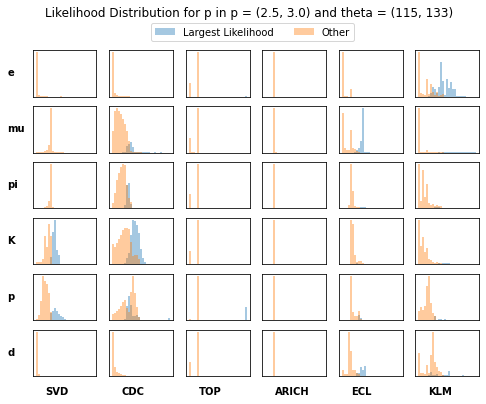 Likelihood Distribution for p in p = (2.5, 3.0) and theta = (115, 133)
Largest Likelihood Other
e
mu
pi
K
p
d
SVD CDC TOP ARICH ECL KLM